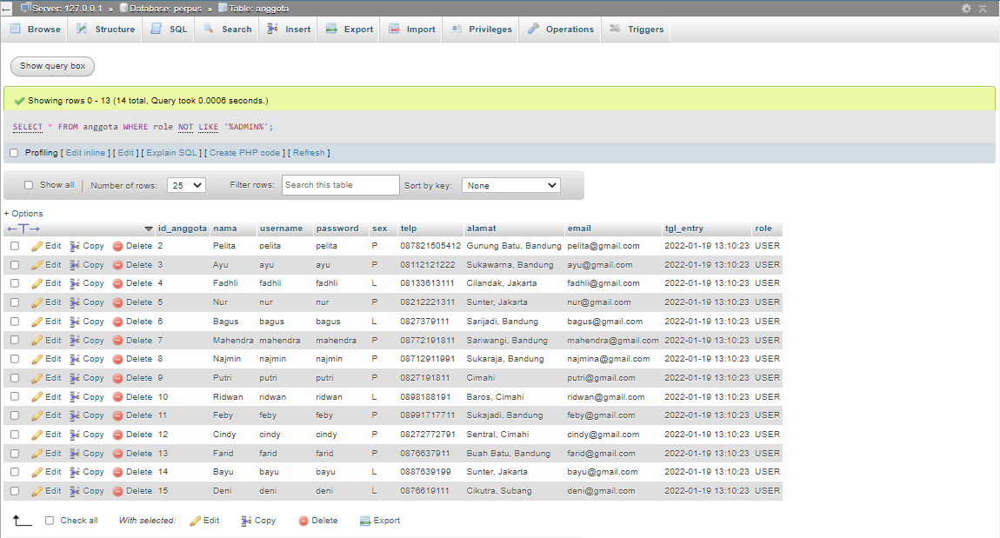 Server: 127.0.0.1 » Database: perpus » Table: anggota
Browse Structure SQL Search Insert Export Import Privileges Operations Triggers
Show query box
Showing rows 0 - 13 (14 total, Query took 0.0006 seconds.)
SELECT * FROM anggota WHERE role NOT LIKE '%ADMIN%';
Profiling [ Edit inline ] [ Edit ] [ Explain SQL ] [ Create PHP code ] [ Refresh ]
Show all | Number of rows: 25 Filter rows: Search this table Sort by key: None
+ Options
←T→ id_anggota nama username password sex telp alamat email tgl_entry role
Edit Copy Delete 2 Pelita pelita pelita P 087821505412 Gunung Batu, Bandung pelita@gmail.com 2022-01-19 13:10:23 USER
Edit Copy Delete 3 Ayu ayu ayu P 08112121222 Sukawarna, Bandung ayu@gmail.com 2022-01-19 13:10:23 USER
Edit Copy Delete 4 Fadhli fadhli fadhli L 08133613111 Cilandak, Jakarta fadhli@gmail.com 2022-01-19 13:10:23 USER
Edit Copy Delete 5 Nur nur nur P 08212221311 Sunter, Jakarta nur@gmail.com 2022-01-19 13:10:23 USER
Edit Copy Delete 6 Bagus bagus bagus L 0827379111 Sarijadi, Bandung bagus@gmail.com 2022-01-19 13:10:23 USER
Edit Copy Delete 7 Mahendra mahendra mahendra P 08772191811 Sariwangi, Bandung mahendra@gmail.com 2022-01-19 13:10:23 USER
Edit Copy Delete 8 Najmin najmin najmin P 08712911991 Sukaraja, Bandung najmina@gmail.com 2022-01-19 13:10:23 USER
Edit Copy Delete 9 Putri putri putri P 0827191811 Cimahi putri@gmail.com 2022-01-19 13:10:23 USER
Edit Copy Delete 10 Ridwan ridwan ridwan L 0898188191 Baros, Cimahi ridwan@gmail.com 2022-01-19 13:10:23 USER
Edit Copy Delete 11 Feby feby feby P 08991717711 Sukajadi, Bandung feby@gmail.com 2022-01-19 13:10:23 USER
Edit Copy Delete 12 Cindy cindy cindy P 08272772791 Sentral, Cimahi cindy@gmail.com 2022-01-19 13:10:23 USER
Edit Copy Delete 13 Farid farid farid P 0876637911 Buah Batu, Bandung farid@gmail.com 2022-01-19 13:10:23 USER
Edit Copy Delete 14 Bayu bayu bayu L 0887639199 Sunter, Jakarta bayu@gmail.com 2022-01-19 13:10:23 USER
Edit Copy Delete 15 Deni deni deni L 0876619111 Cikutra, Subang deni@gmail.com 2022-01-19 13:10:23 USER
Check all With selected: Edit Copy Delete Export